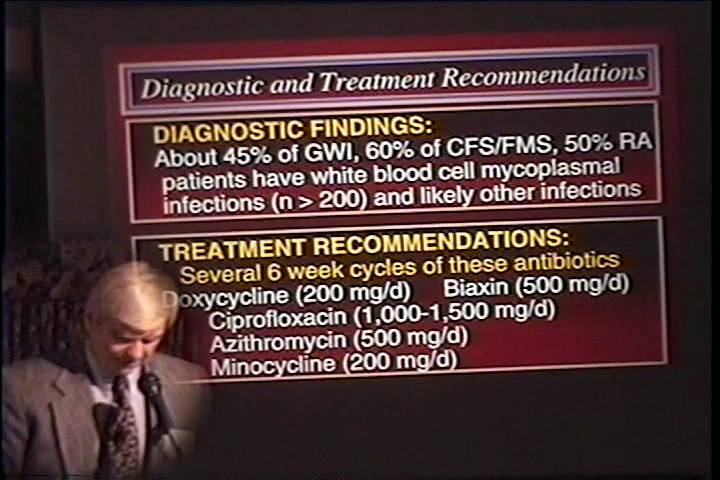 Diagnostic and Treatment Recommendations
DIAGNOSTIC FINDINGS:
About 45% of GWI, 60% of CFS/FMS, 50% RA
patients have white blood cell mycoplasmal
infections (n > 200) and likely other infections
TREATMENT RECOMMENDATIONS:
Several 6 week cycles of these antibiotics
Doxycycline (200 mg/d) Biaxin (500 mg/d)
Ciprofloxacin (1,000-1,500 mg/d)
Azithromycin (500 mg/d)
Minocycline (200 mg/d)